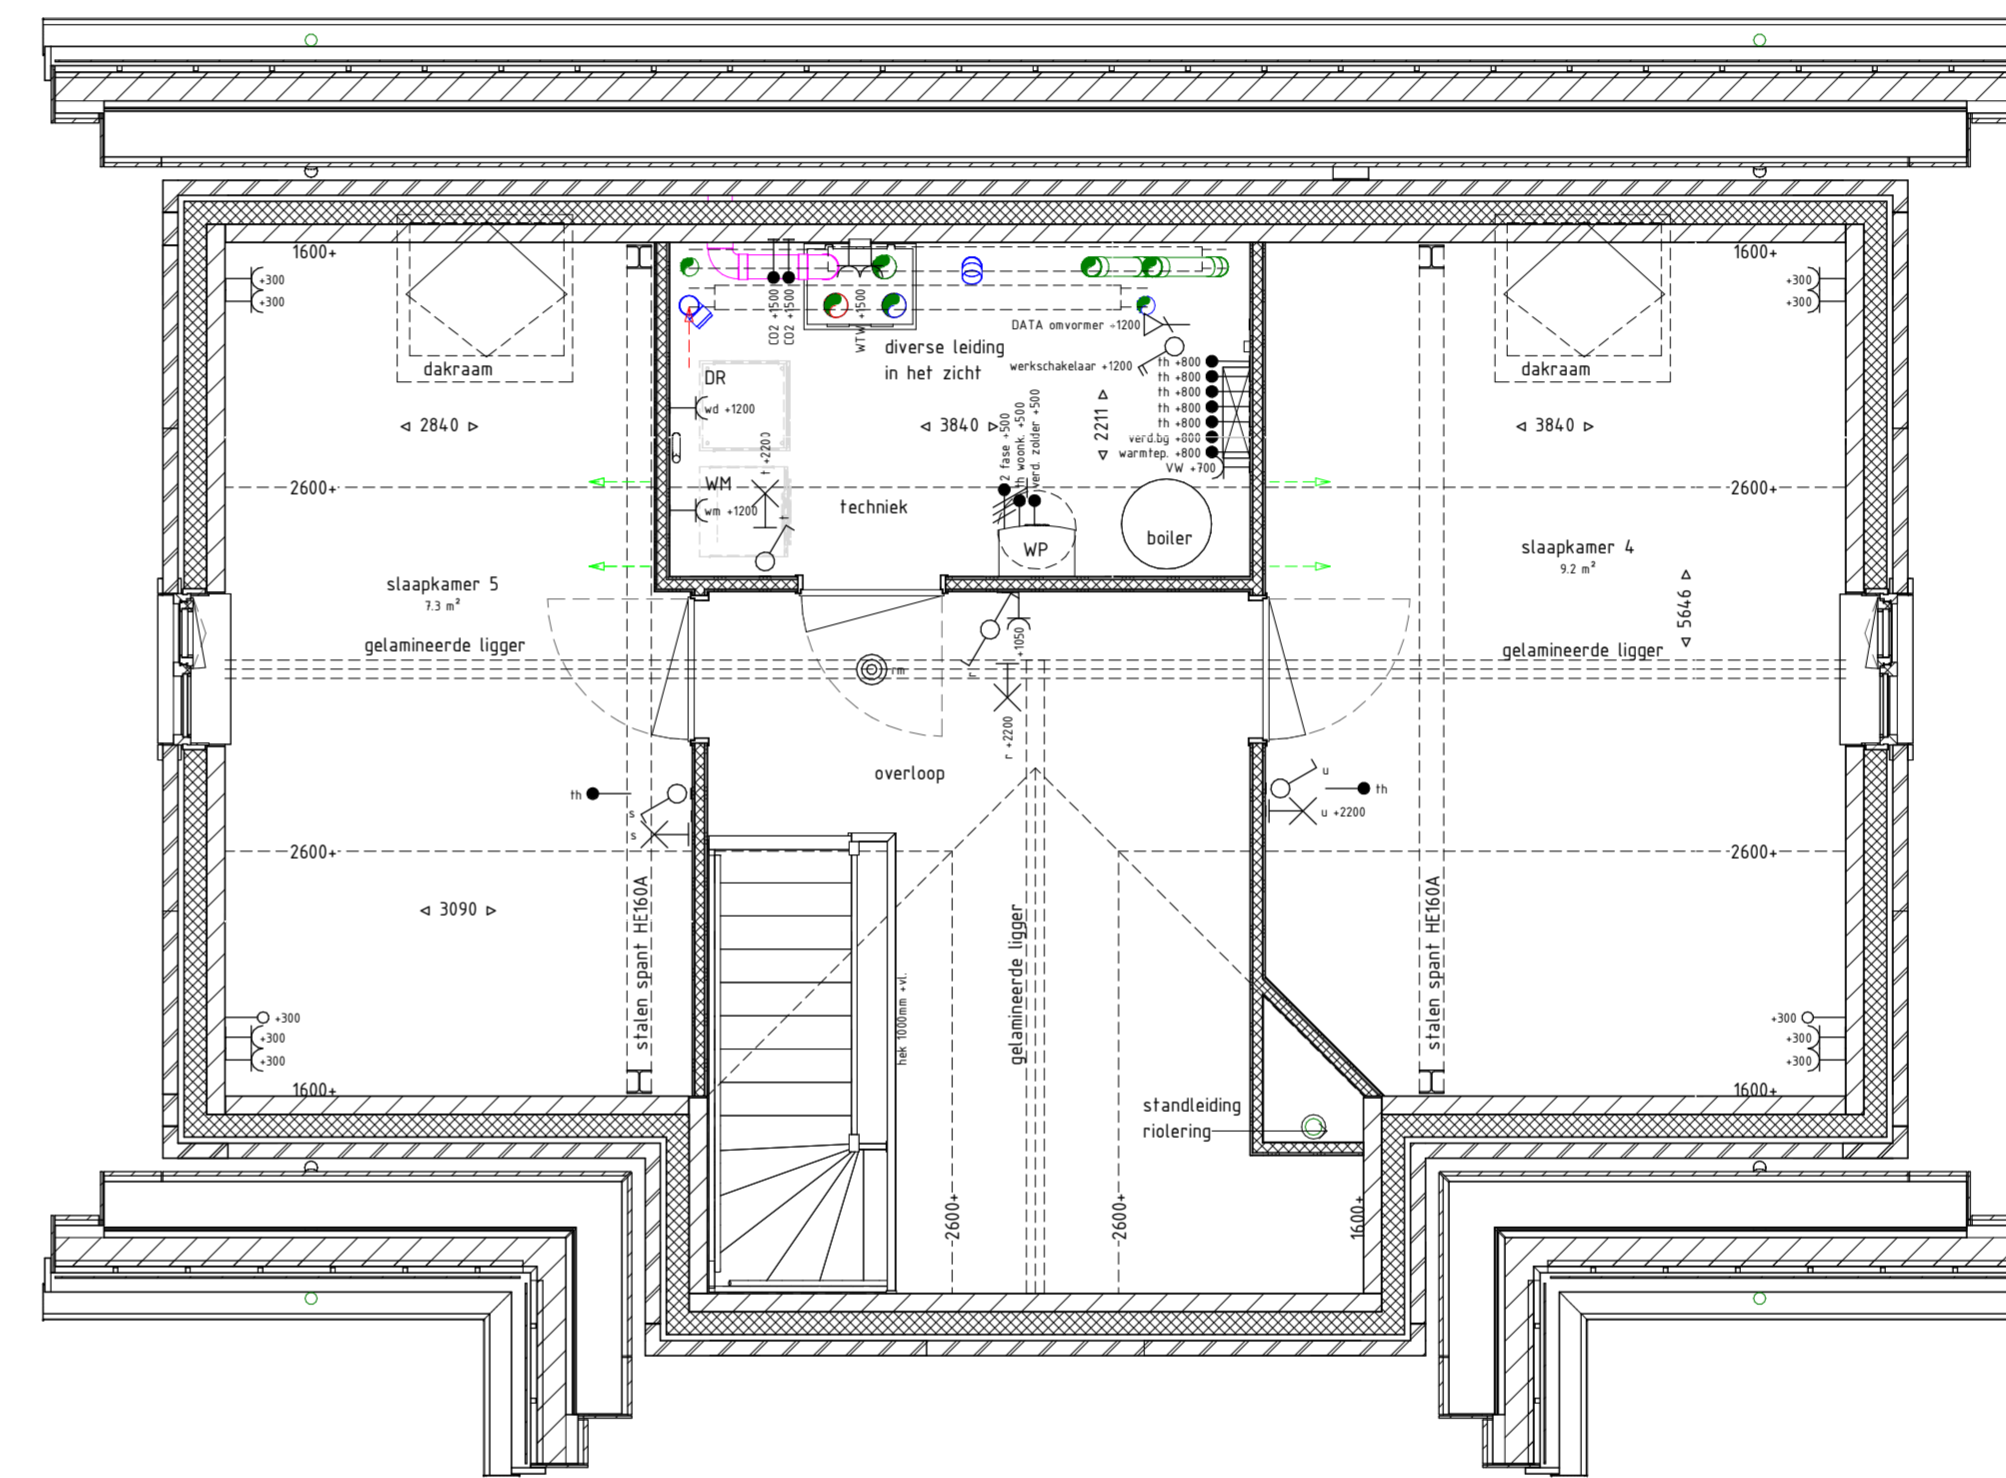 1600+
+300
+300
dakraam
2840
2600+
slaapkamer 5
7.3 m²
gelamineerde ligger
th
s
s
2600+
3090
stalen spant HE160A
+300
+300
+300
1600+
CO2 +1500
CO2 +1500
WTW +1500
diverse leiding
in het zicht
DR
wd +1200
3840
2211
WM
wm +1200
t +2200
t
techniek
DATA omvormer +1200
werkschakelaar +1200
th +800
th +800
th +800
th +800
th +800
verd.bg +800
warmtep. +800
VW +700
2 fase +500
th woonk. +500
verd. zolder +500
WP
boiler
rm
r
+1050
r +2200
overloop
hek 1000mm +vl.
gelamineerde ligger
2600+
2600+
1600+
standleiding
riolering
1600+
+300
+300
dakraam
3840
2600+
slaapkamer 4
9.2 m²
5646
gelamineerde ligger
u
th
u +2200
2600+
stalen spant HE160A
+300
+300
+300
1600+